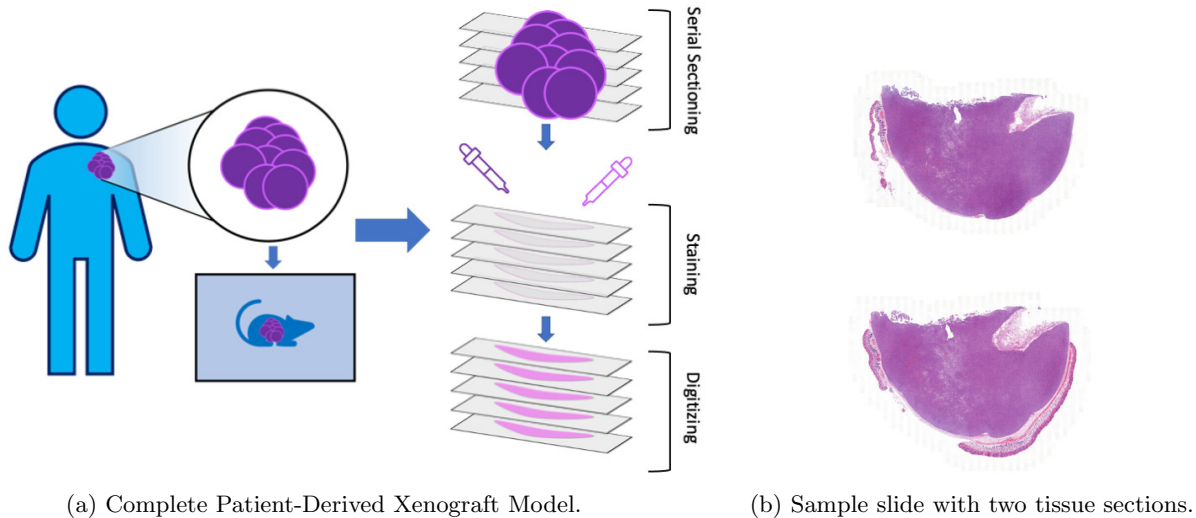 Serial Sectioning
Staining
Digitizing
(a) Complete Patient-Derived Xenograft Model.
(b) Sample slide with two tissue sections.